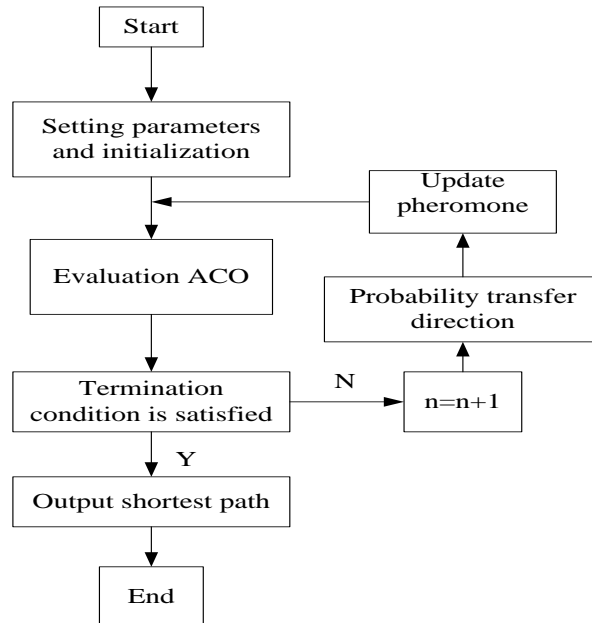 Start
Setting parameters
and initialization
Update
pheromone
Evaluation ACO
Probability transfer
direction
Termination
condition is satisfied
N
n=n+1
Y
Output shortest path
End